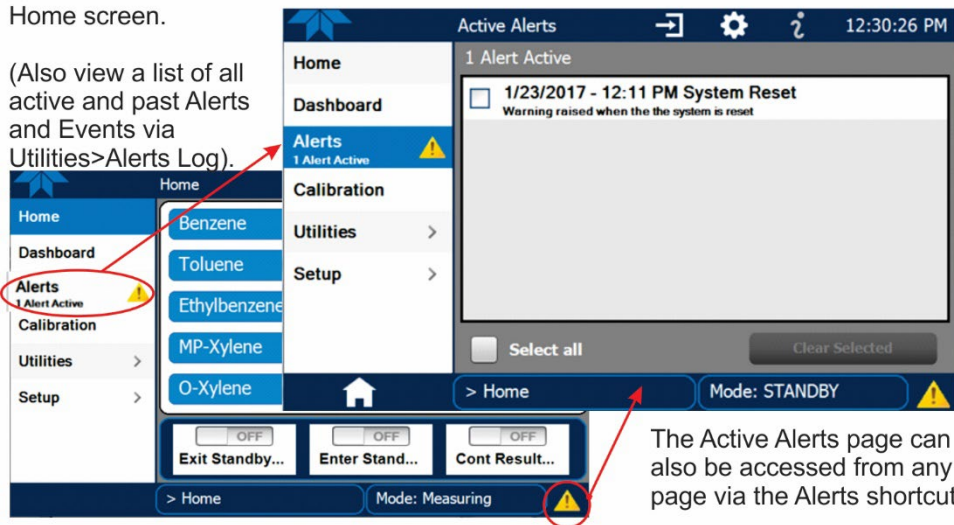 Home screen.
(Also view a list of all
active and past Alerts
and Events via
Utilities>Alerts Log).
Active Alerts
12:30:26 PM
Home
Dashboard
Alerts
1 Alert Active
Calibration
Utilities >
Setup >
1 Alert Active
1/23/2017 - 12:11 PM System Reset
Warning raised when the the system is reset
Select all
Clear Selected
> Home
Mode: STANDBY
Home
Home
Dashboard
Alerts
1 Alert Active
Calibration
Utilities >
Setup >
Benzene
Toluene
Ethylbenzene
MP-Xylene
O-Xylene
OFF
Exit Standby...
OFF
Enter Stand...
OFF
Cont Result...
> Home
Mode: Measuring
The Active Alerts page can
also be accessed from any
page via the Alerts shortcut